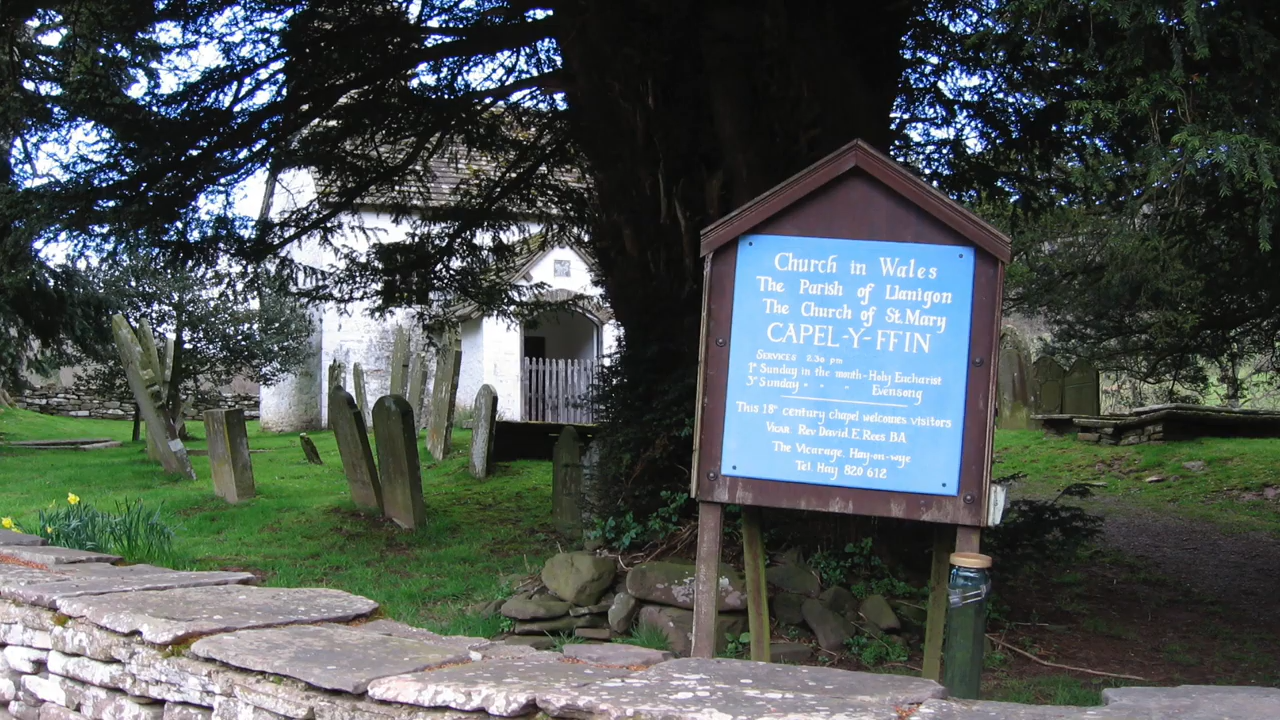 Church in Wales
The Parish of Llanigon
The Church of St. Mary
CAPEL-Y-FFIN
SERVICES 2.30 pm
1st Sunday in the month - Holy Eucharist
3rd Sunday " " " Evensong
This 18th century chapel welcomes visitors
Vicar. Rev David. E. Rees BA
The Vicarage. Hay-on-wye
Tel. Hay 820 612